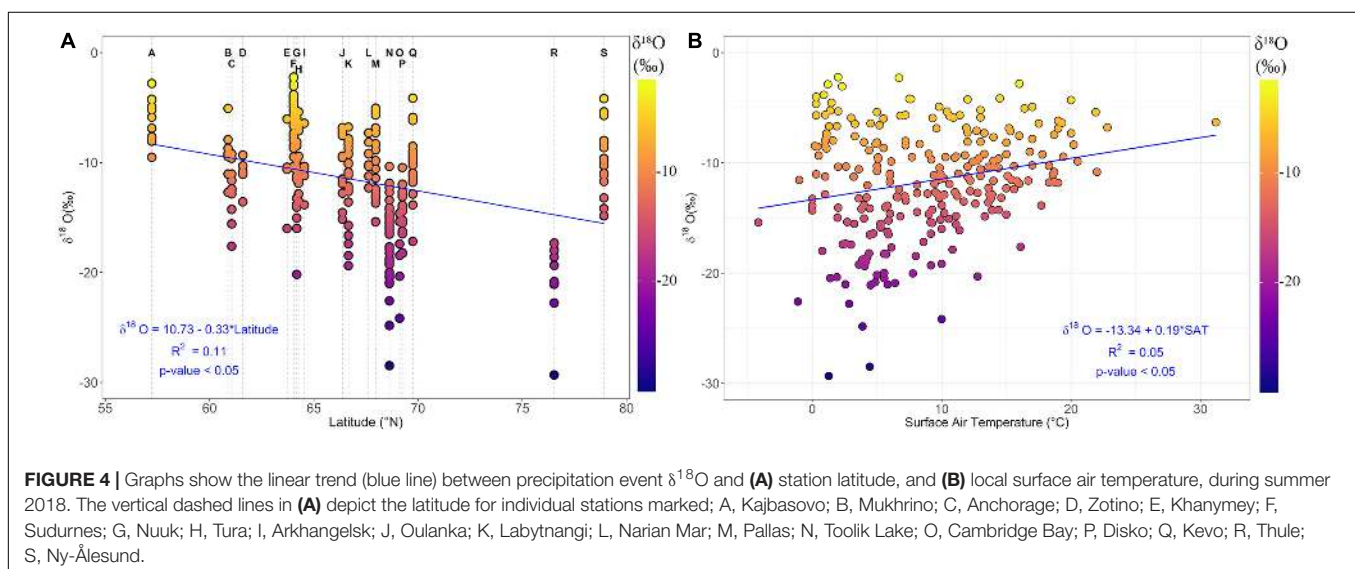 A
B
δ¹⁸O
(‰)
δ¹⁸O
(‰)
A B D E G I J L N O Q R S
C F H K M P
0
-10
-20
-30
δ¹⁸ O(‰)
-10
-20
δ¹⁸ O = 10.73 - 0.33*Latitude
R² = 0.11
p-value < 0.05
55 60 65 70 75 80
Latitude (°N)
0
-10
-20
-30
δ¹⁸ O(‰)
-10
-20
δ¹⁸ O = -13.34 + 0.19*SAT
R² = 0.05
p-value < 0.05
0 10 20 30
Surface Air Temperature (°C)
FIGURE 4 | Graphs show the linear trend (blue line) between precipitation event δ¹⁸O and (A) station latitude, and (B) local surface air temperature, during summer
2018. The vertical dashed lines in (A) depict the latitude for individual stations marked; A, Kajbasovo; B, Mukhrino; C, Anchorage; D, Zotino; E, Khanymey; F,
Sudurnes; G, Nuuk; H, Tura; I, Arkhangelsk; J, Oulanka; K, Labytnangi; L, Narian Mar; M, Pallas; N, Toolik Lake; O, Cambridge Bay; P, Disko; Q, Kevo; R, Thule;
S, Ny-Ålesund.